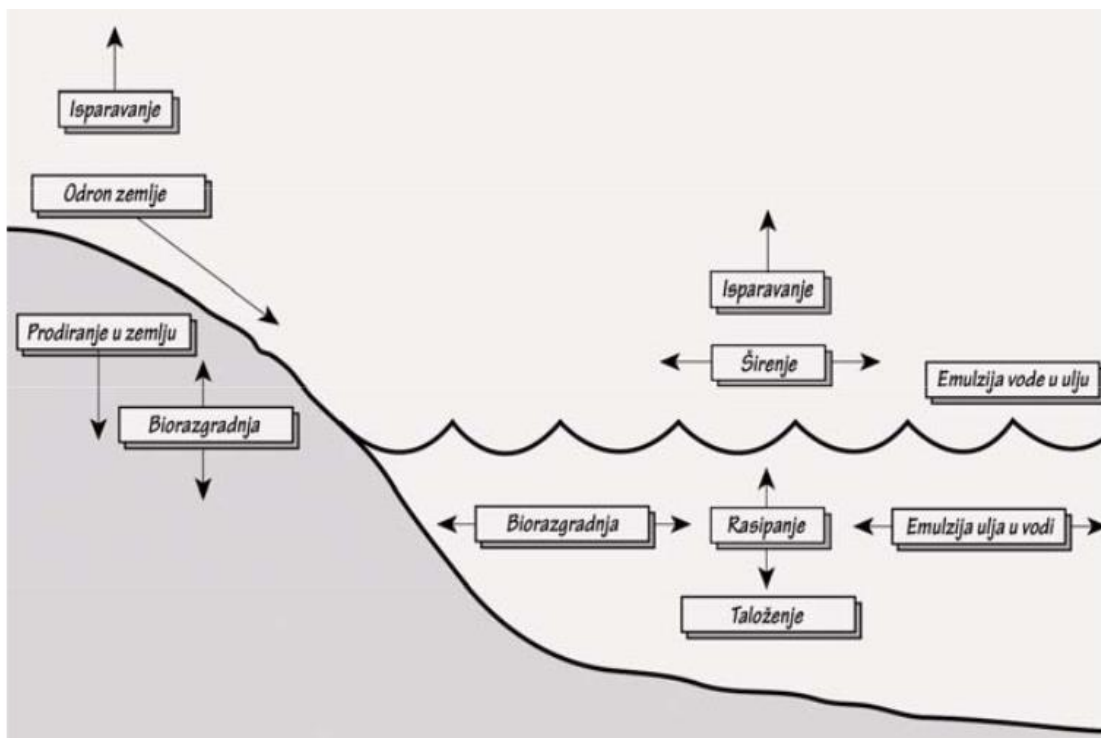 Isparavanje
Odron zemlje
Isparavanje
Prodiranje u zemlju
Širenje
Emulzija vode u ulju
Biorazgradnja
Biorazgradnja
Rasipanje
Emulzija ulja u vodi
Taloženje